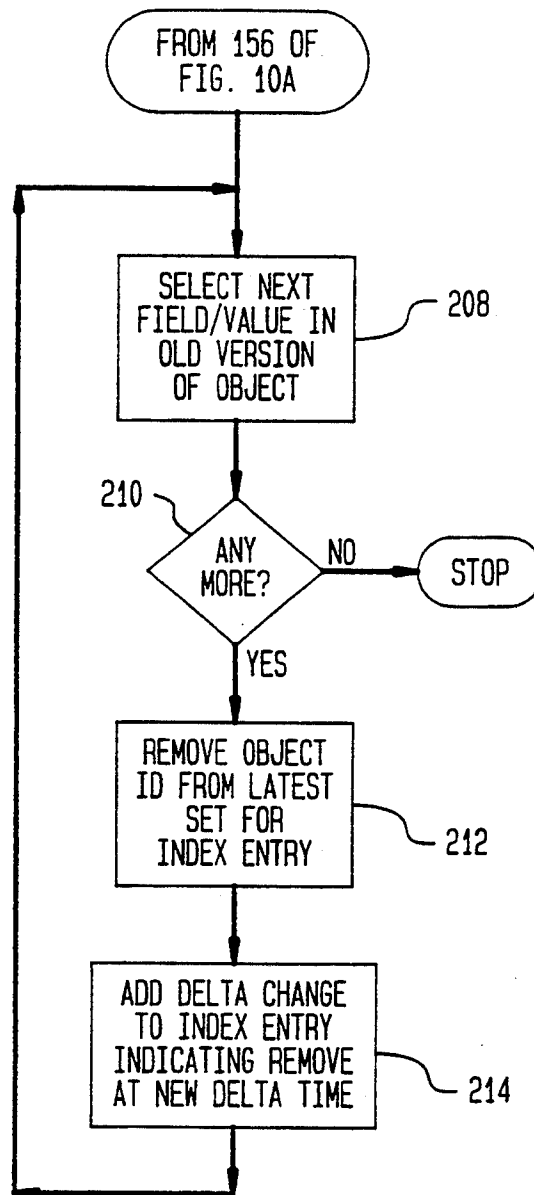 FROM 156 OF
FIG. 10A
SELECT NEXT
FIELD/VALUE IN
OLD VERSION
OF OBJECT
208
210
ANY
MORE?
NO
STOP
YES
REMOVE OBJECT
ID FROM LATEST
SET FOR
INDEX ENTRY
212
ADD DELTA CHANGE
TO INDEX ENTRY
INDICATING REMOVE
AT NEW DELTA TIME
214